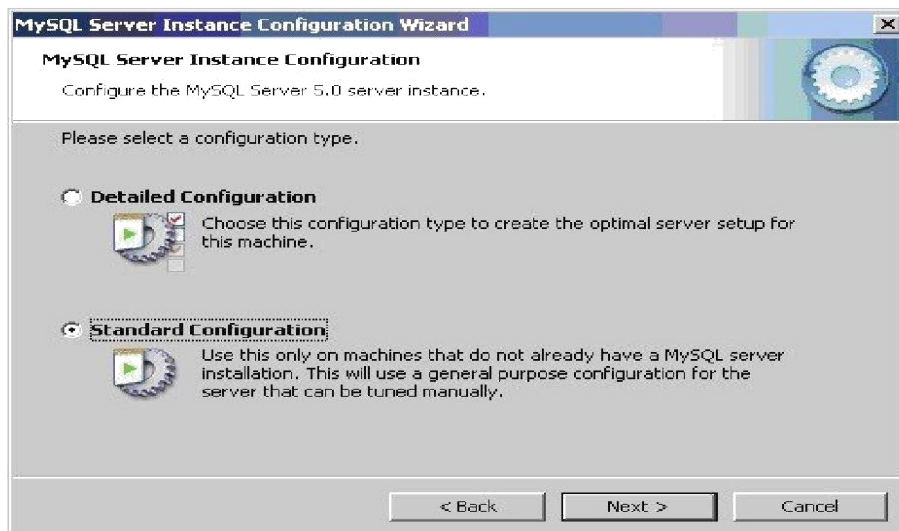 MySQL Server Instance Configuration Wizard
MySQL Server Instance Configuration
Configure the MySQL Server 5.0 server instance.
Please select a configuration type.
Detailed Configuration
Choose this configuration type to create the optimal server setup for
this machine.
Standard Configuration
Use this only on machines that do not already have a MySQL server
installation. This will use a general purpose configuration for the
server that can be tuned manually.
< Back
Next >
Cancel